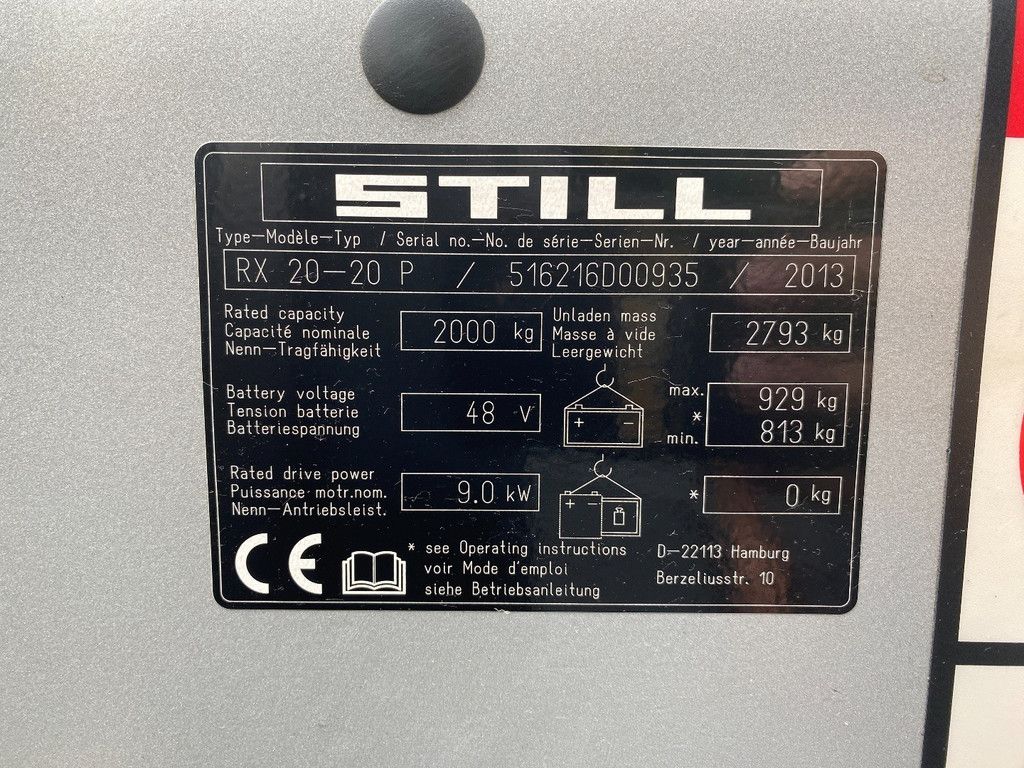 STILL
Type–Modèle–Typ / Serial no.–No. de série–Serien–Nr. / year–année–Baujahr
RX 20–20 P / 516216D00935 / 2013
Rated capacity
Capacité nominale
Nenn–Tragfähigkeit
2000 kg
Unladen mass
Masse à vide
Leergewicht
2793 kg
Battery voltage
Tension batterie
Batteriespannung
48 V
+ –
max. 929 kg
*
min. 813 kg
Rated drive power
Puissance motr.nom.
Nenn–Antriebsleist.
9.0 kW
+ –
* 0 kg
CE
* see Operating instructions
voir Mode d'emploi
siehe Betriebsanleitung
D–22113 Hamburg
Berzeliusstr. 10